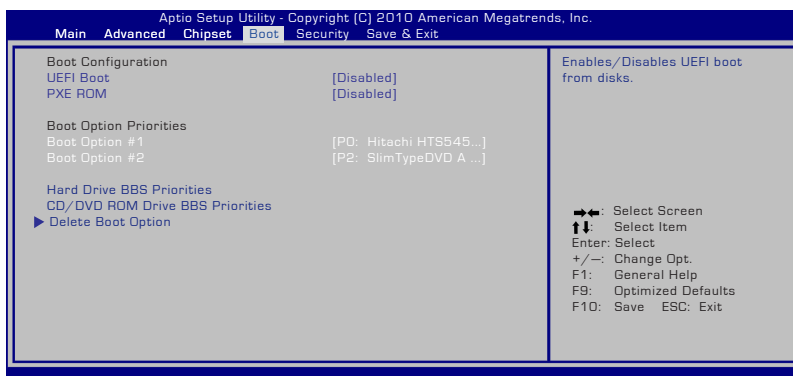 Aptio Setup Utility - Copyright (C) 2010 American Megatrends, Inc.
Main Advanced Chipset Boot Security Save & Exit
Boot Configuration
UEFI Boot [Disabled]
PXE ROM [Disabled]
Boot Option Priorities
Boot Option #1 [P0: Hitachi HTS545...]
Boot Option #2 [P2: SlimTypeDVD A ...]
Hard Drive BBS Priorities
CD/DVD ROM Drive BBS Priorities
Delete Boot Option
Enables/Disables UEFI boot
from disks.
→←: Select Screen
↑↓: Select Item
Enter: Select
+/—: Change Opt.
F1: General Help
F9: Optimized Defaults
F10: Save ESC: Exit